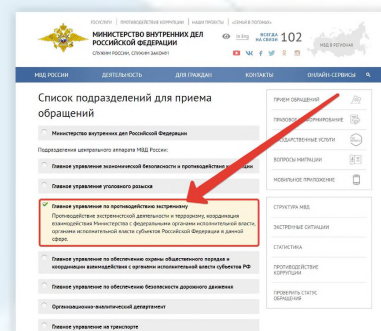 ГОСУСЛУГИ | ПРОТИВОДЕЙСТВИЕ КОРРУПЦИИ | НАШИ ПРОЕКТЫ |
МИНИСТЕРСТВО ВНУТРЕННИХ ДЕЛ
РОССИЙСКОЙ ФЕДЕРАЦИИ
СЛУЖИМ РОССИИ, СЛУЖИМ ЗАКОНУ!
ВСЕГДА
НА СВЯЗИ 102
МВД В РЕГИОНАХ
МВД РОССИИ ДЕЯТЕЛЬНОСТЬ ДЛЯ ГРАЖДАН КОНТАКТЫ ОНЛАЙН-СЕРВИСЫ
Список подразделений для приема
обращений
Министерство внутренних дел Российской Федерации
Подразделения центрального аппарата МВД России:
Главное управление экономической безопасности и противодействия
Главное управление уголовного розыска
Главное управление по противодействию экстремизму
Противодействие экстремистской деятельности и терроризму, координация
взаимодействия Министерства с федеральными органами исполнительной власти,
органами исполнительной власти субъектов Российской Федерации в данной
сфере.
Главное управление по обеспечению охраны общественного порядка и
координации взаимодействия с органами исполнительной власти субъектов РФ
Главное управление по обеспечению безопасности дорожного движения
Организационно-аналитический департамент
Главное управление на транспорте
ПРИЕМ ОБРАЩЕНИЙ
ПРАВОВОЕ
УСЛУГИ
ВОПРОСЫ МИГРАЦИИ
МОБИЛЬНОЕ ПРИЛОЖЕНИЕ
СТРУКТУРА МВД
ЭКСТРЕННЫЕ СИТУАЦИИ
СТАТИСТИКА
ПРОТИВОДЕЙСТВИЕ
КОРРУПЦИИ
ПРОВЕРИТЬ СТАТУС
ОБРАЩЕНИЯ